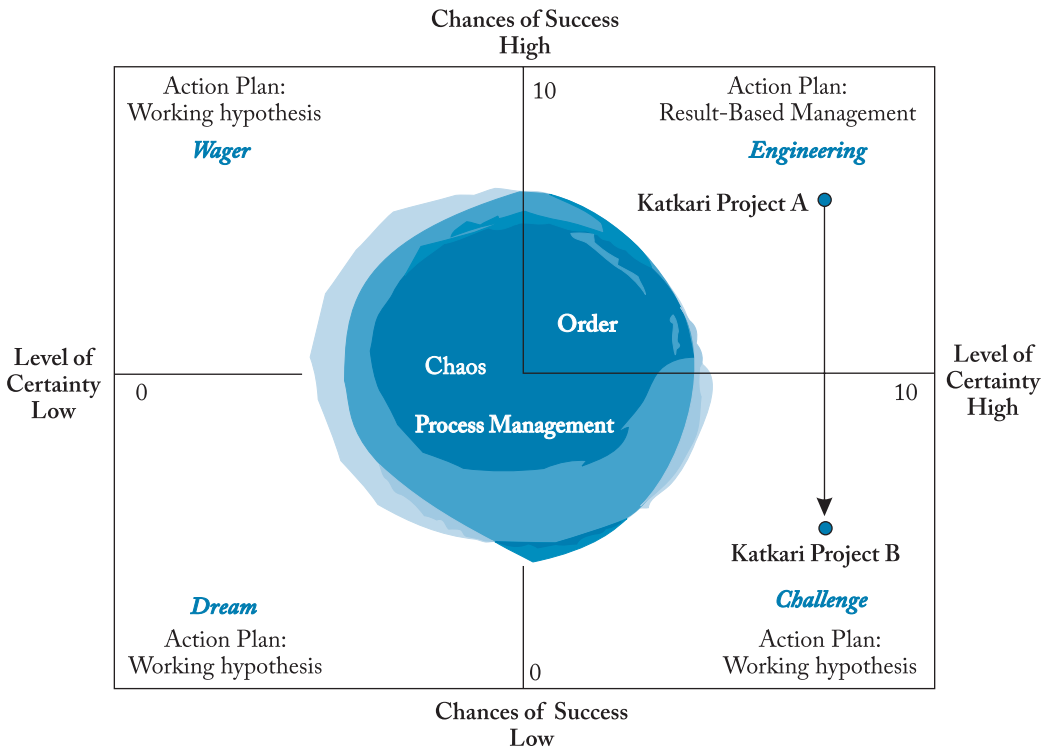 Chances of Success
High
Action Plan:
Working hypothesis
Wager
10
Action Plan:
Result-Based Management
Engineering
Katkari Project A
Order
Chaos
Process Management
Level of
Certainty
Low
0
Level of
Certainty
High
10
Katkari Project B
Dream
Action Plan:
Working hypothesis
Challenge
Action Plan:
Working hypothesis
0
Chances of Success
Low